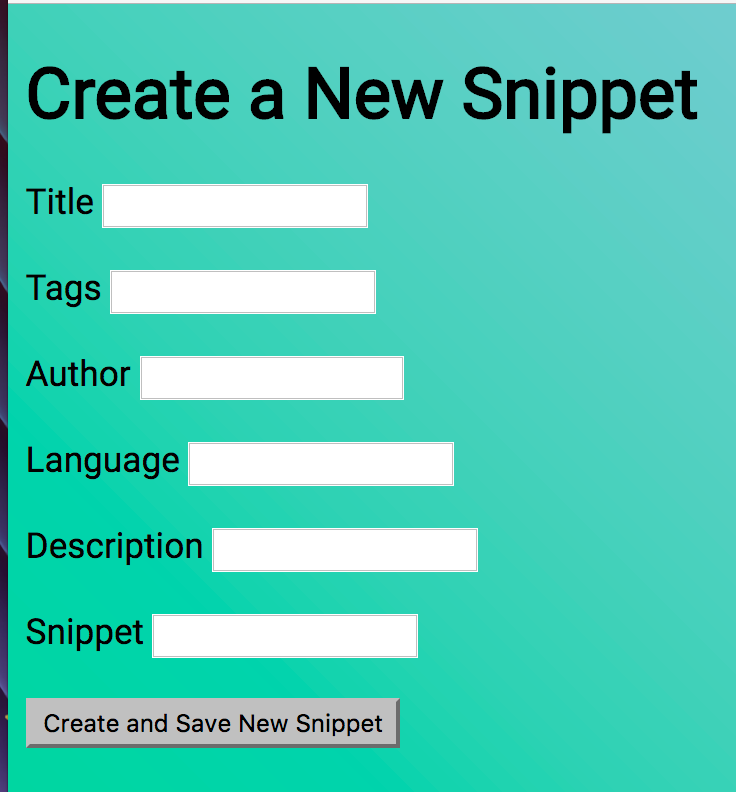 Create a New Snippet
Title
Tags
Author
Language
Description
Snippet
Create and Save New Snippet